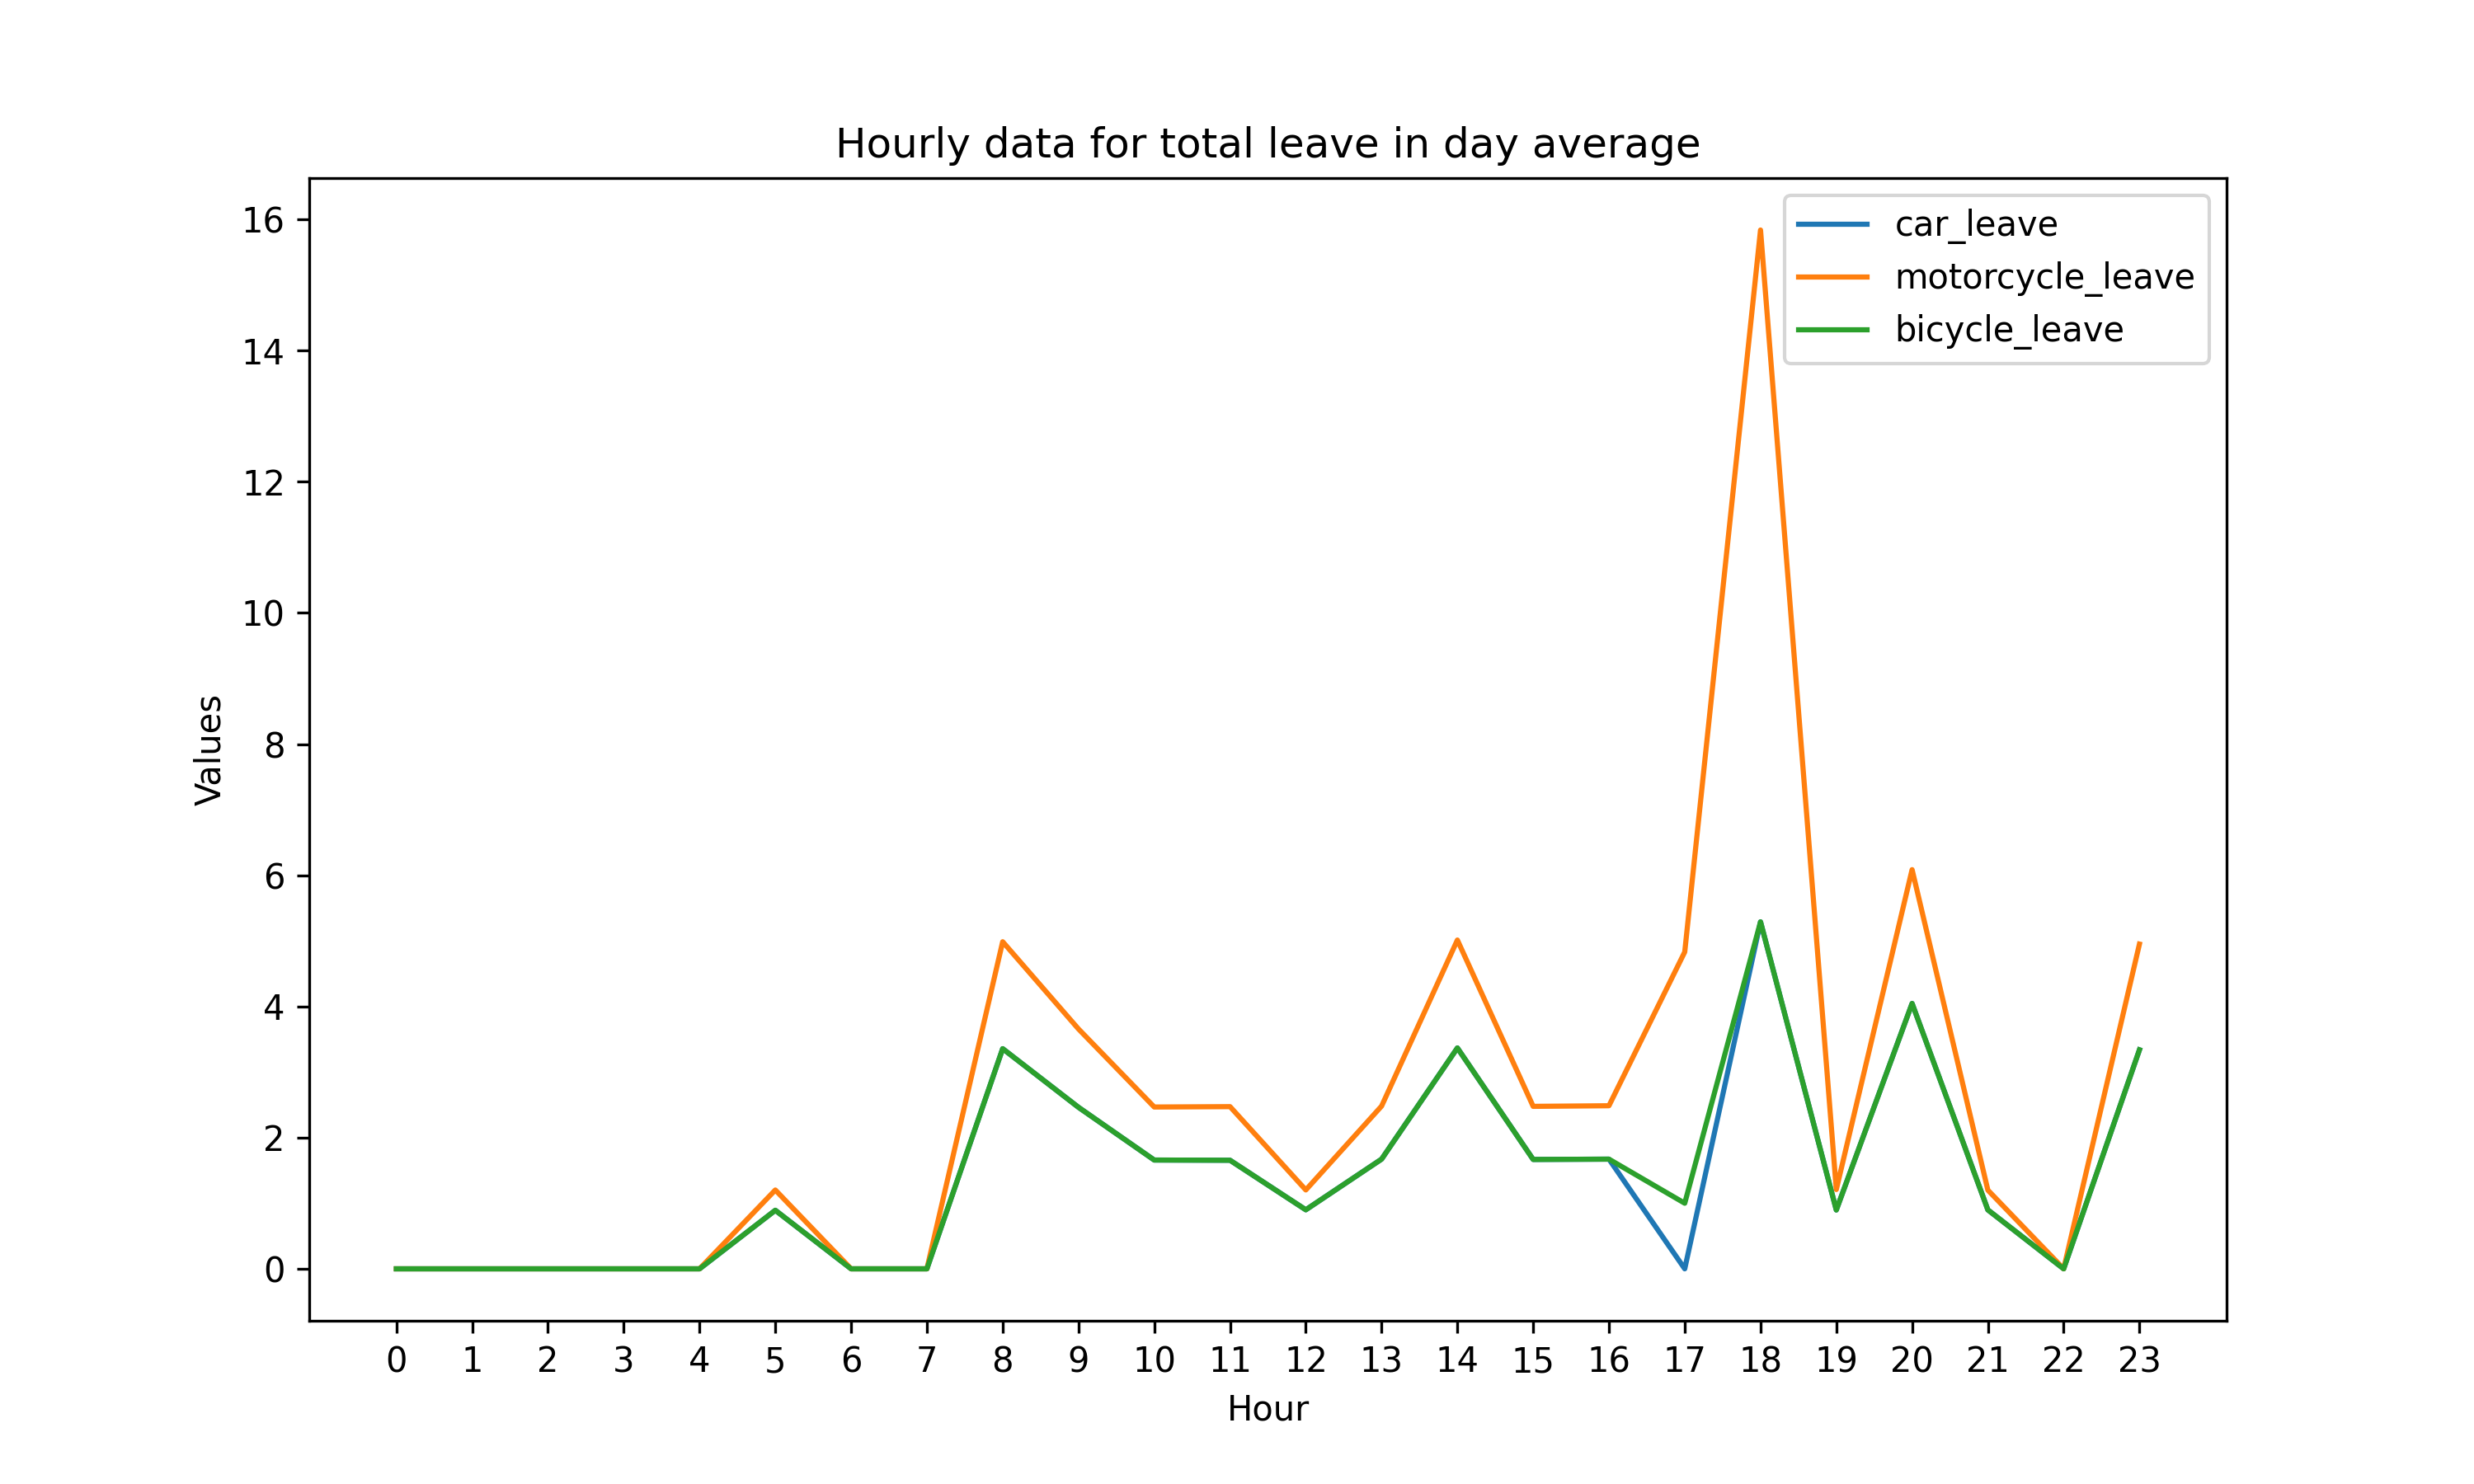 Hourly data for total leave in day average
car_leave
motorcycle_leave
bicycle_leave
16
14
12
10
8
6
4
2
0
Values
0 1 2 3 4 5 6 7 8 9 10 11 12 13 14 15 16 17 18 19 20 21 22 23
Hour